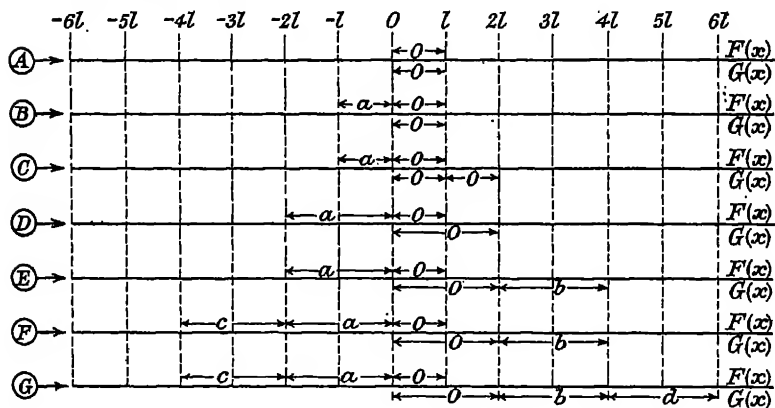 -6l -5l -4l -3l -2l -l 0 l 2l 3l 4l 5l 6l
0 F(x)
A
0 G(x)
a 0 F(x)
B
0 G(x)
a 0 F(x)
C
0 0 G(x)
a 0 F(x)
D
0 G(x)
a 0 F(x)
E
0 b G(x)
c a 0 F(x)
F
0 b G(x)
c a 0 F(x)
G
0 b d G(x)